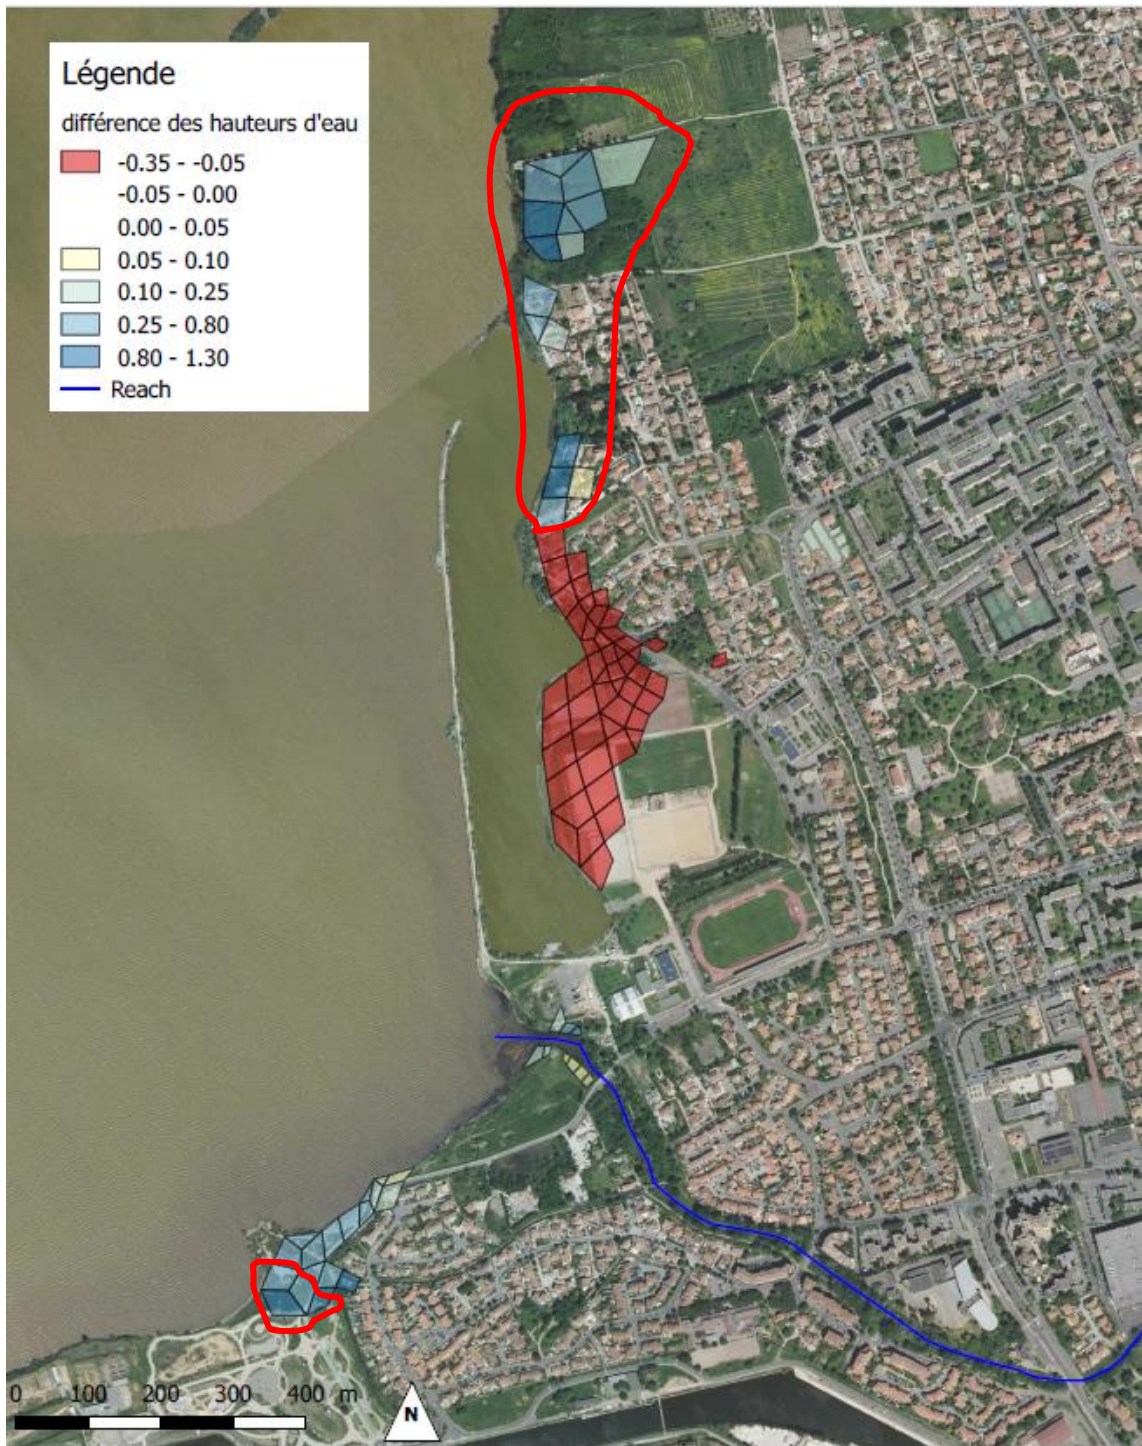 Légende
différence des hauteurs d'eau
-0.35 - -0.05
-0.05 - 0.00
0.00 - 0.05
0.05 - 0.10
0.10 - 0.25
0.25 - 0.80
0.80 - 1.30
Reach
0 100 200 300 400 m
N